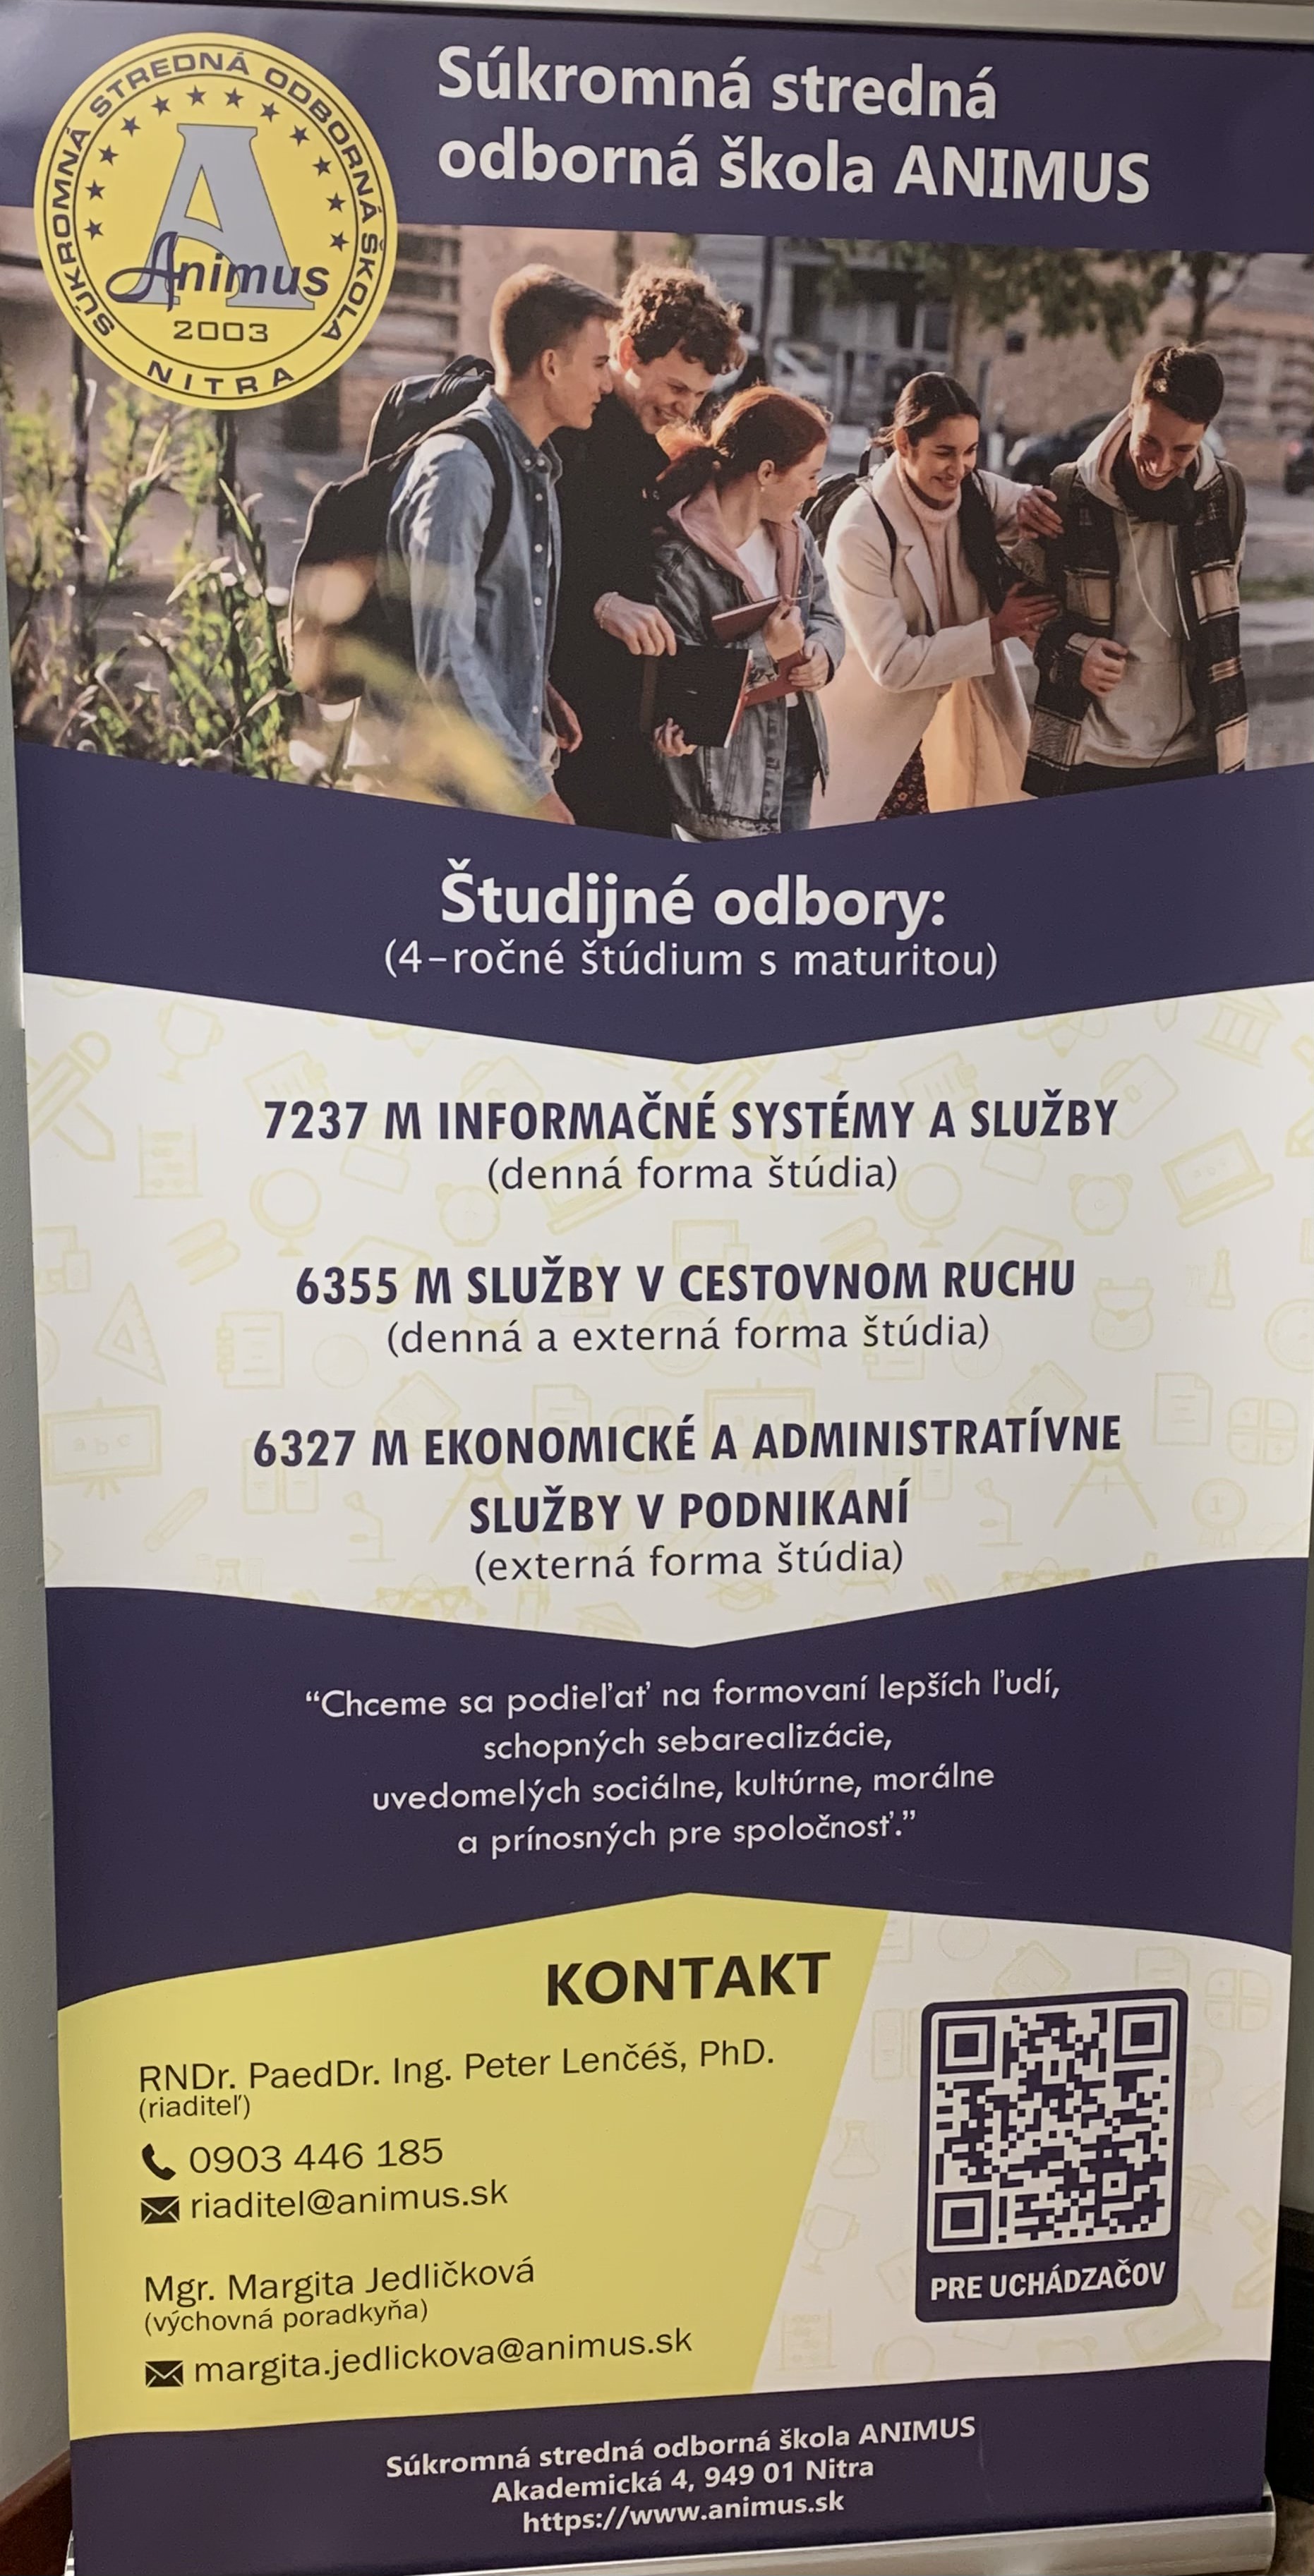 SÚKROMNÁ STREDNÁ ODBORNÁ ŠKOLA
A
Animus
2003
NITRA
Súkromná stredná
odborná škola ANIMUS
Študijné odbory:
(4-ročné štúdium s maturitou)
7237 M INFORMAČNÉ SYSTÉMY A SLUŽBY
(denná forma štúdia)
6355 M SLUŽBY V CESTOVNOM RUCHU
(denná a externá forma štúdia)
6327 M EKONOMICKÉ A ADMINISTRATÍVNE
SLUŽBY V PODNIKANÍ
(externá forma štúdia)
“Chceme sa podieľať na formovaní lepších ľudí,
schopných sebarealizácie,
uvedomelých sociálne, kultúrne, morálne
a prínosných pre spoločnosť.”
KONTAKT
RNDr. PaedDr. Ing. Peter Lenčéš, PhD.
(riaditeľ)
0903 446 185
riaditel@animus.sk
Mgr. Margita Jedličková
(výchovná poradkyňa)
margita.jedlickova@animus.sk
PRE UCHÁDZAČOV
Súkromná stredná odborná škola ANIMUS
Akademická 4, 949 01 Nitra
https://www.animus.sk